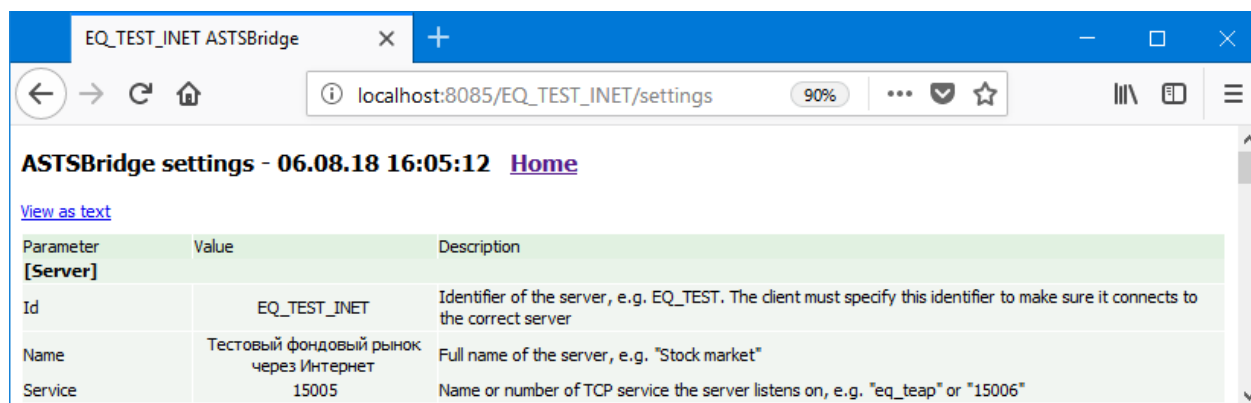 EQ_TEST_INET ASTSBridge
localhost:8085/EQ_TEST_INET/settings 90%
ASTSBridge settings - 06.08.18 16:05:12 Home
View as text
Parameter Value Description
[Server]
Id EQ_TEST_INET Identifier of the server, e.g. EQ_TEST. The client must specify this identifier to make sure it connects to
the correct server
Name Тестовый фондовый рынок
через Интернет Full name of the server, e.g. "Stock market"
Service 15005 Name or number of TCP service the server listens on, e.g. "eq_teap" or "15006"